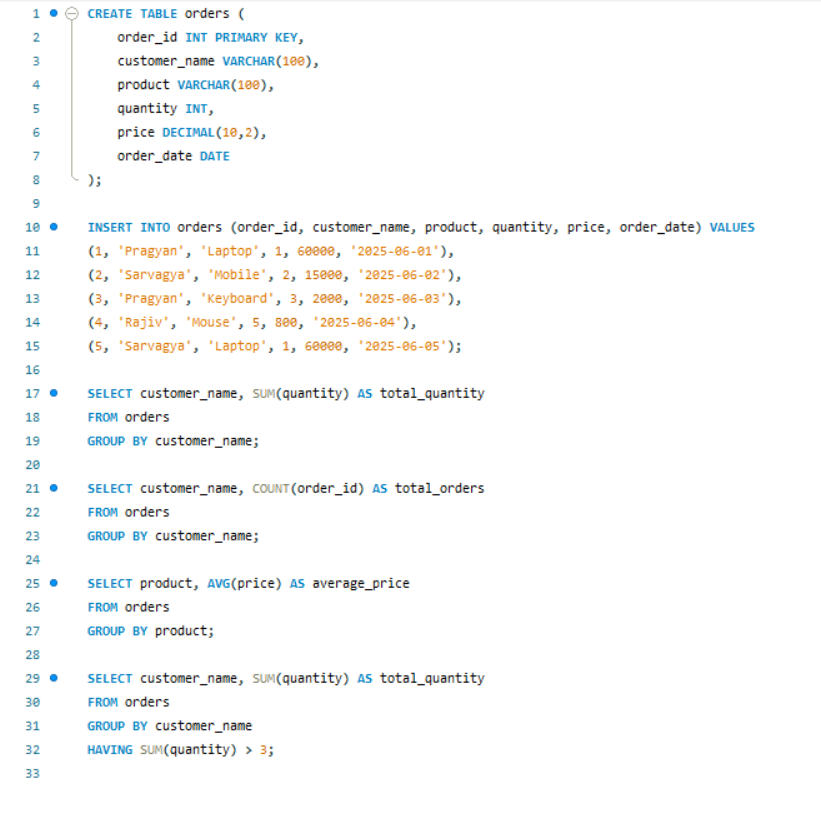 1 CREATE TABLE orders (
2 order_id INT PRIMARY KEY,
3 customer_name VARCHAR(100),
4 product VARCHAR(100),
5 quantity INT,
6 price DECIMAL(10,2),
7 order_date DATE
8 );
9
10 INSERT INTO orders (order_id, customer_name, product, quantity, price, order_date) VALUES
11 (1, 'Pragyan', 'Laptop', 1, 60000, '2025-06-01'),
12 (2, 'Sarvagya', 'Mobile', 2, 15000, '2025-06-02'),
13 (3, 'Pragyan', 'Keyboard', 3, 2000, '2025-06-03'),
14 (4, 'Rajiv', 'Mouse', 5, 800, '2025-06-04'),
15 (5, 'Sarvagya', 'Laptop', 1, 60000, '2025-06-05');
16
17 SELECT customer_name, SUM(quantity) AS total_quantity
18 FROM orders
19 GROUP BY customer_name;
20
21 SELECT customer_name, COUNT(order_id) AS total_orders
22 FROM orders
23 GROUP BY customer_name;
24
25 SELECT product, AVG(price) AS average_price
26 FROM orders
27 GROUP BY product;
28
29 SELECT customer_name, SUM(quantity) AS total_quantity
30 FROM orders
31 GROUP BY customer_name
32 HAVING SUM(quantity) > 3;
33